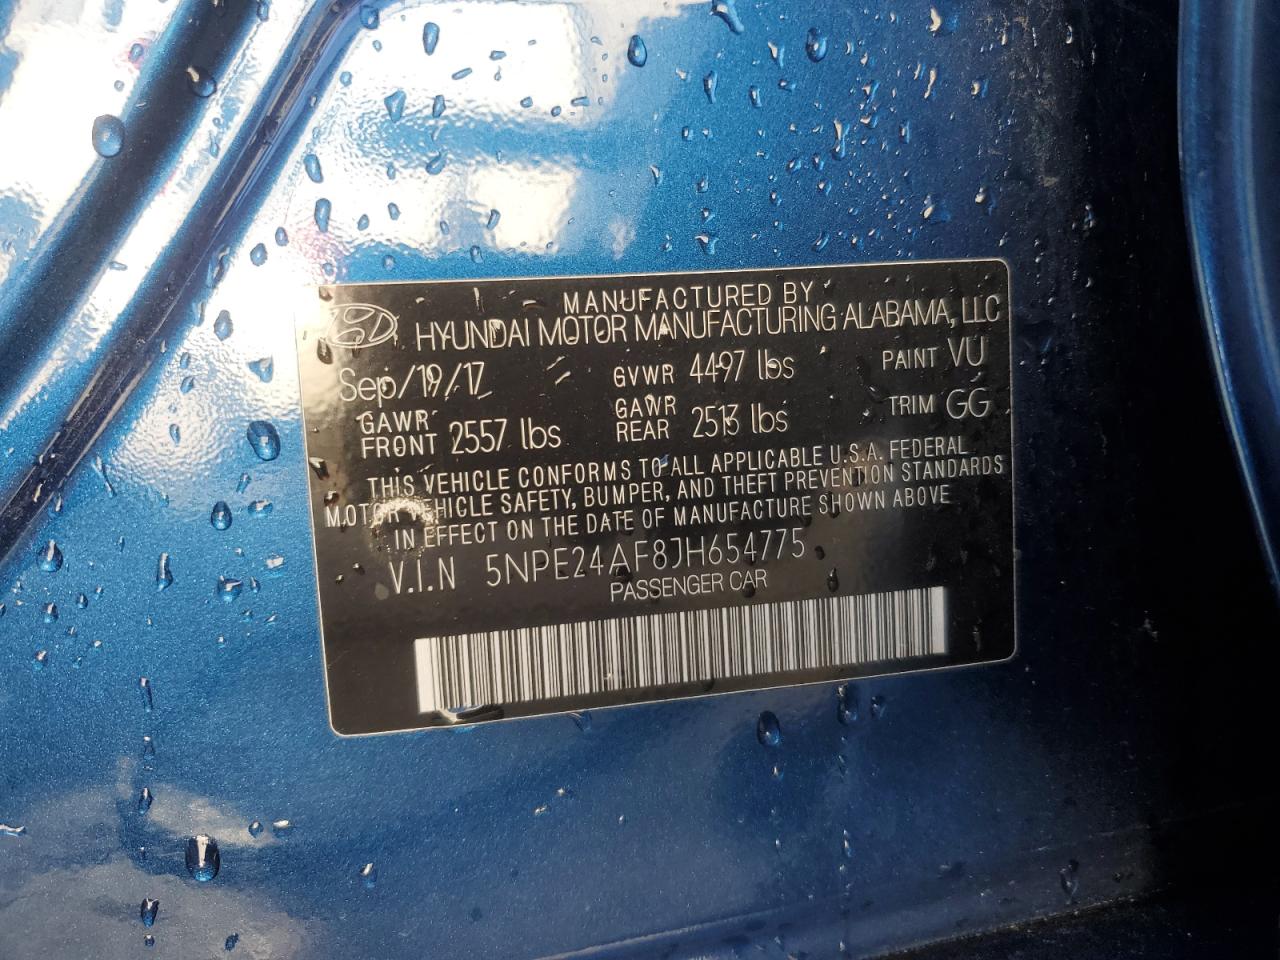 MANUFACTURED BY
HYUNDAI MOTOR MANUFACTURING ALABAMA, LLC
Sep/19/17 GVWR 4497 lbs PAINT VU
GAWR FRONT 2557 lbs GAWR REAR 2513 lbs TRIM GG
THIS VEHICLE CONFORMS TO ALL APPLICABLE U.S.A. FEDERAL
MOTOR VEHICLE SAFETY, BUMPER, AND THEFT PREVENTION STANDARDS
IN EFFECT ON THE DATE OF MANUFACTURE SHOWN ABOVE
V.I.N 5NPE24AF8JH654775
PASSENGER CAR